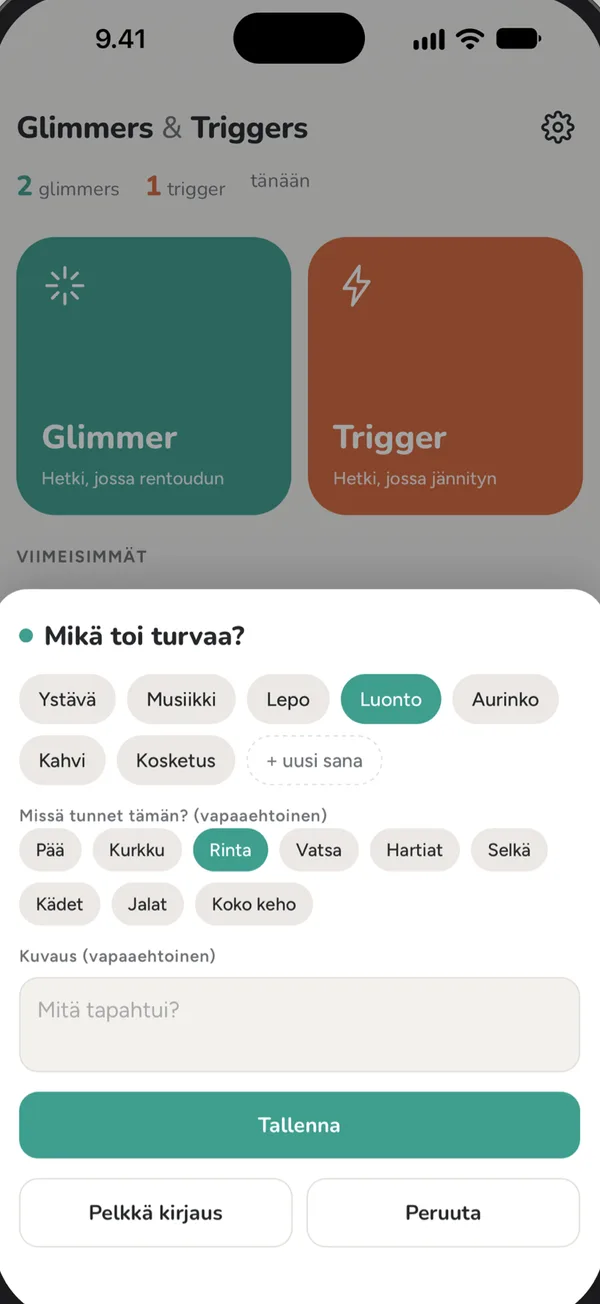 9.41
Glimmers & Triggers
2 glimmers 1 trigger tänään
Glimmer Trigger
Hetki, jossa rentoudun Hetki, jossa jännityn
VIIMEISIMMÄT
Mikä toi turvaa?
Ystävä Musiikki Lepo Luonto Aurinko
Kahvi Kosketus + uusi sana
Missä tunnet tämän? (vapaaehtoinen)
Pää Kurkku Rinta Vatsa Hartiat Selkä
Kädet Jalat Koko keho
Kuvaus (vapaaehtoinen)
Mitä tapahtui?
Tallenna
Pelkkä kirjaus Peruuta